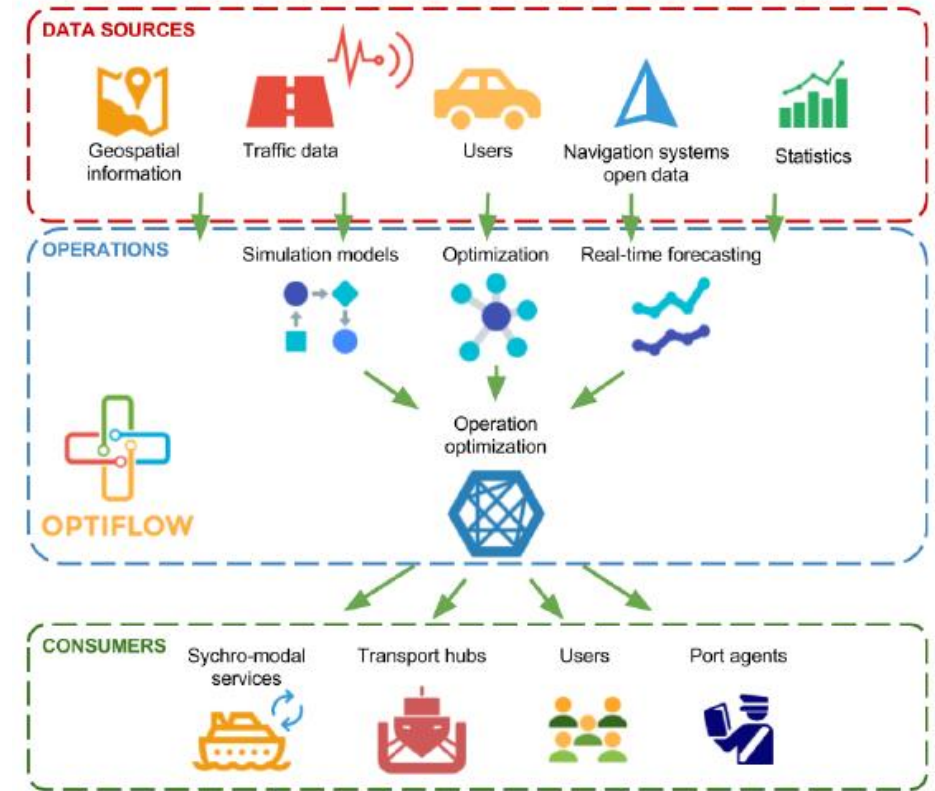 DATA SOURCES
Geospatial
information
Traffic data
Users
Navigation systems
open data
Statistics
OPERATIONS
Simulation models
Optimization
Real-time forecasting
Operation
optimization
OPTIFLOW
CONSUMERS
Sychro-modal
services
Transport hubs
Users
Port agents